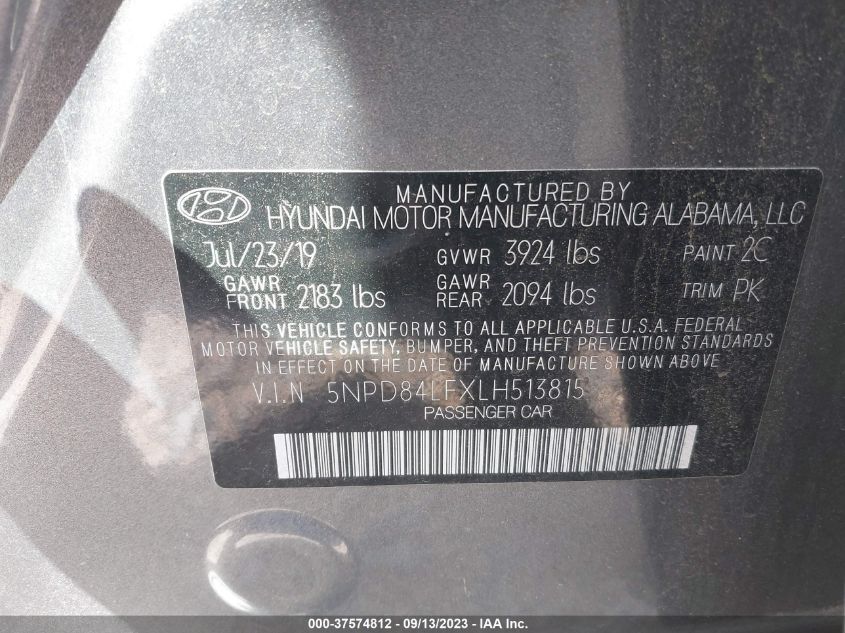 MANUFACTURED BY
HYUNDAI MOTOR MANUFACTURING ALABAMA, LLC
Jul/23/19 GVWR 3924 lbs PAINT 2C
GAWR FRONT 2183 lbs GAWR REAR 2094 lbs TRIM PK
THIS VEHICLE CONFORMS TO ALL APPLICABLE U.S.A. FEDERAL
MOTOR VEHICLE SAFETY, BUMPER, AND THEFT PREVENTION STANDARDS
IN EFFECT ON THE DATE OF MANUFACTURE SHOWN ABOVE
V.I.N 5NPD84LFXLH513815
PASSENGER CAR
000-37574812 - 09/13/2023 - IAA Inc.